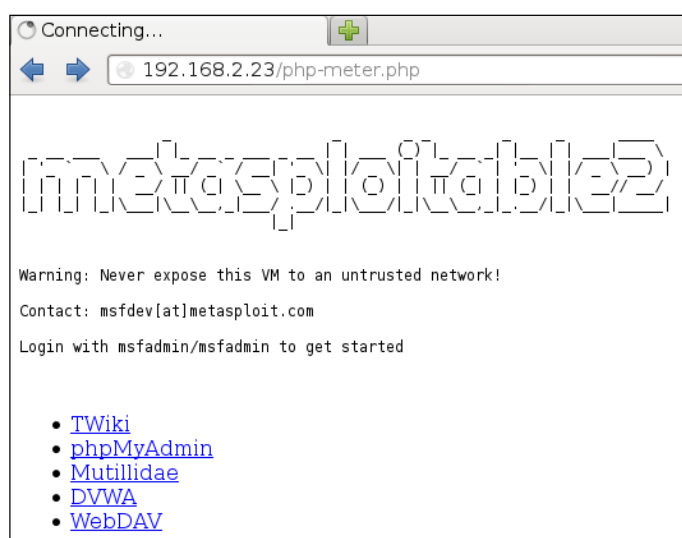 Connecting...
192.168.2.23/php-meter.php
metasploitable2
Warning: Never expose this VM to an untrusted network!
Contact: msfdev[at]metasploit.com
Login with msfadmin/msfadmin to get started
TWiki
phpMyAdmin
Mutillidae
DVWA
WebDAV